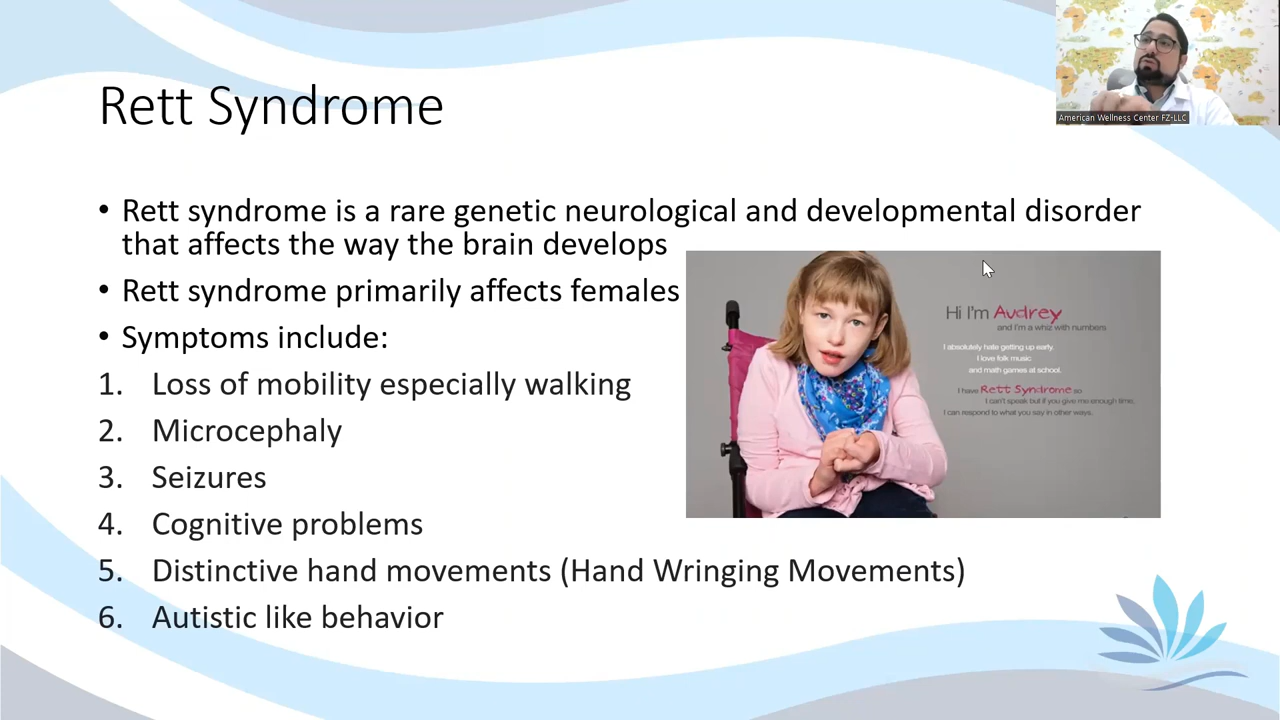 Rett Syndrome
American Wellness Center FZ-LLC
• Rett syndrome is a rare genetic neurological and developmental disorder
that affects the way the brain develops
• Rett syndrome primarily affects females
• Symptoms include:
1. Loss of mobility especially walking
2. Microcephaly
3. Seizures
4. Cognitive problems
5. Distinctive hand movements (Hand Wringing Movements)
6. Autistic like behavior
Hi I'm Audrey
and I'm a whiz with numbers
I absolutely hate getting up early.
I love folk music
and math games at school.
I have Rett Syndrome so
I can't speak but if you give me enough time,
I can respond to what you say in other ways.